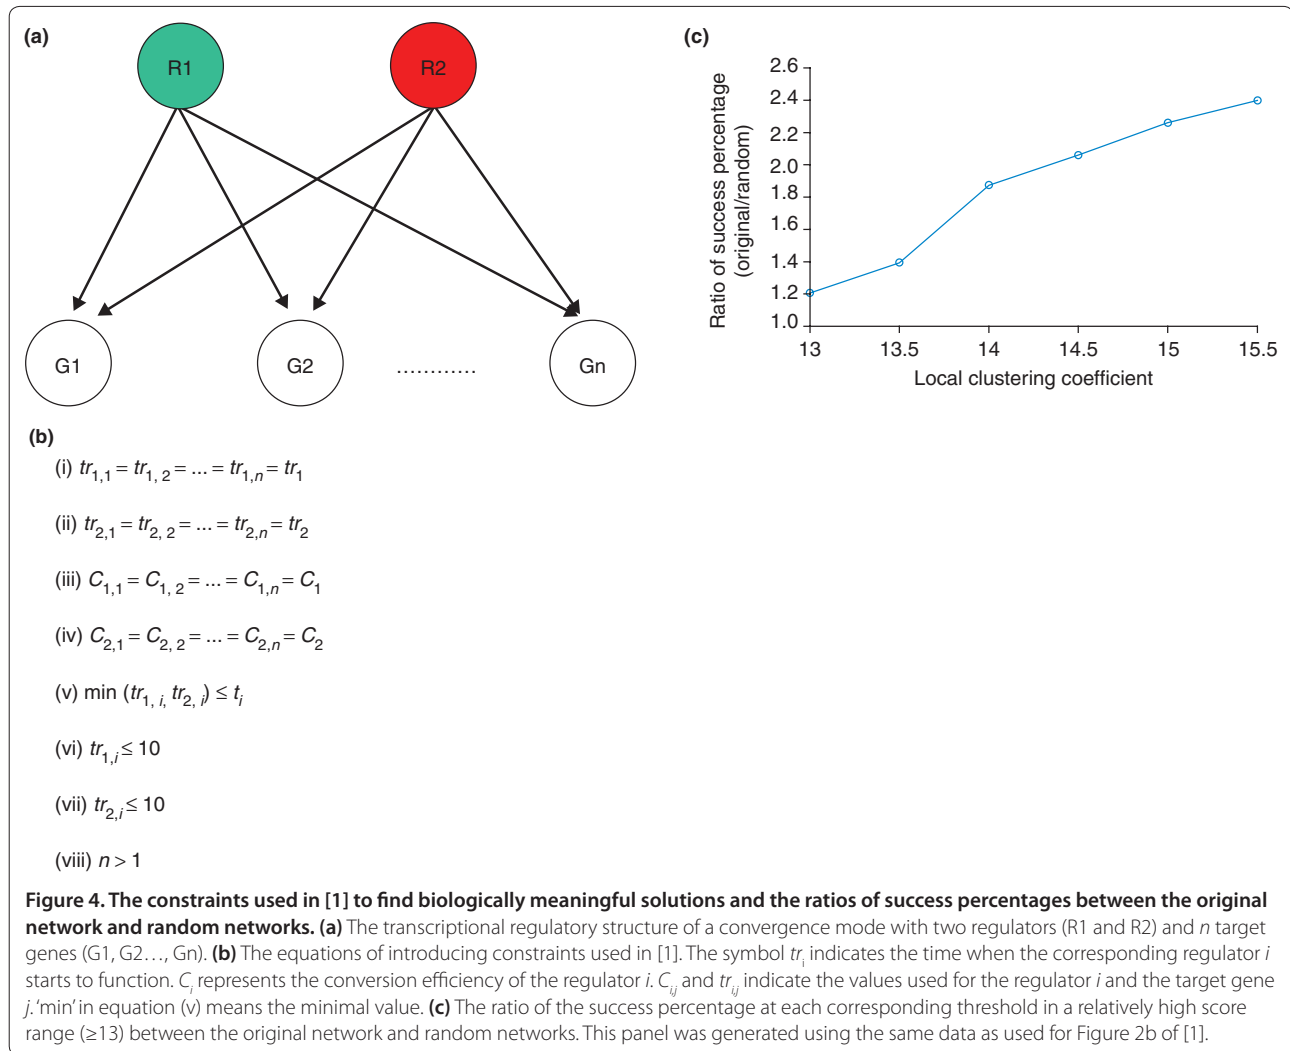 (a)
R1
R2
G1
G2
............
Gn
(c)
Ratio of success percentage
(original/random)
2.6
2.4
2.2
2.0
1.8
1.6
1.4
1.2
1.0
13
13.5
14
14.5
15
15.5
Local clustering coefficient
(b)
(i) tr1,1 = tr1, 2 = ... = tr1,n = tr1
(ii) tr2,1 = tr2, 2 = ... = tr2,n = tr2
(iii) C1,1 = C1, 2 = ... = C1,n = C1
(iv) C2,1 = C2, 2 = ... = C2,n = C2
(v) min (tr1, i, tr2, i) ≤ ti
(vi) tr1,i ≤ 10
(vii) tr2,i ≤ 10
(viii) n > 1
Figure 4. The constraints used in [1] to find biologically meaningful solutions and the ratios of success percentages between the original
network and random networks. (a) The transcriptional regulatory structure of a convergence mode with two regulators (R1 and R2) and n target
genes (G1, G2…, Gn). (b) The equations of introducing constraints used in [1]. The symbol tri indicates the time when the corresponding regulator i
starts to function. Ci represents the conversion efficiency of the regulator i. Ci,j and tri,j indicate the values used for the regulator i and the target gene
j. 'min' in equation (v) means the minimal value. (c) The ratio of the success percentage at each corresponding threshold in a relatively high score
range (≥13) between the original network and random networks. This panel was generated using the same data as used for Figure 2b of [1].